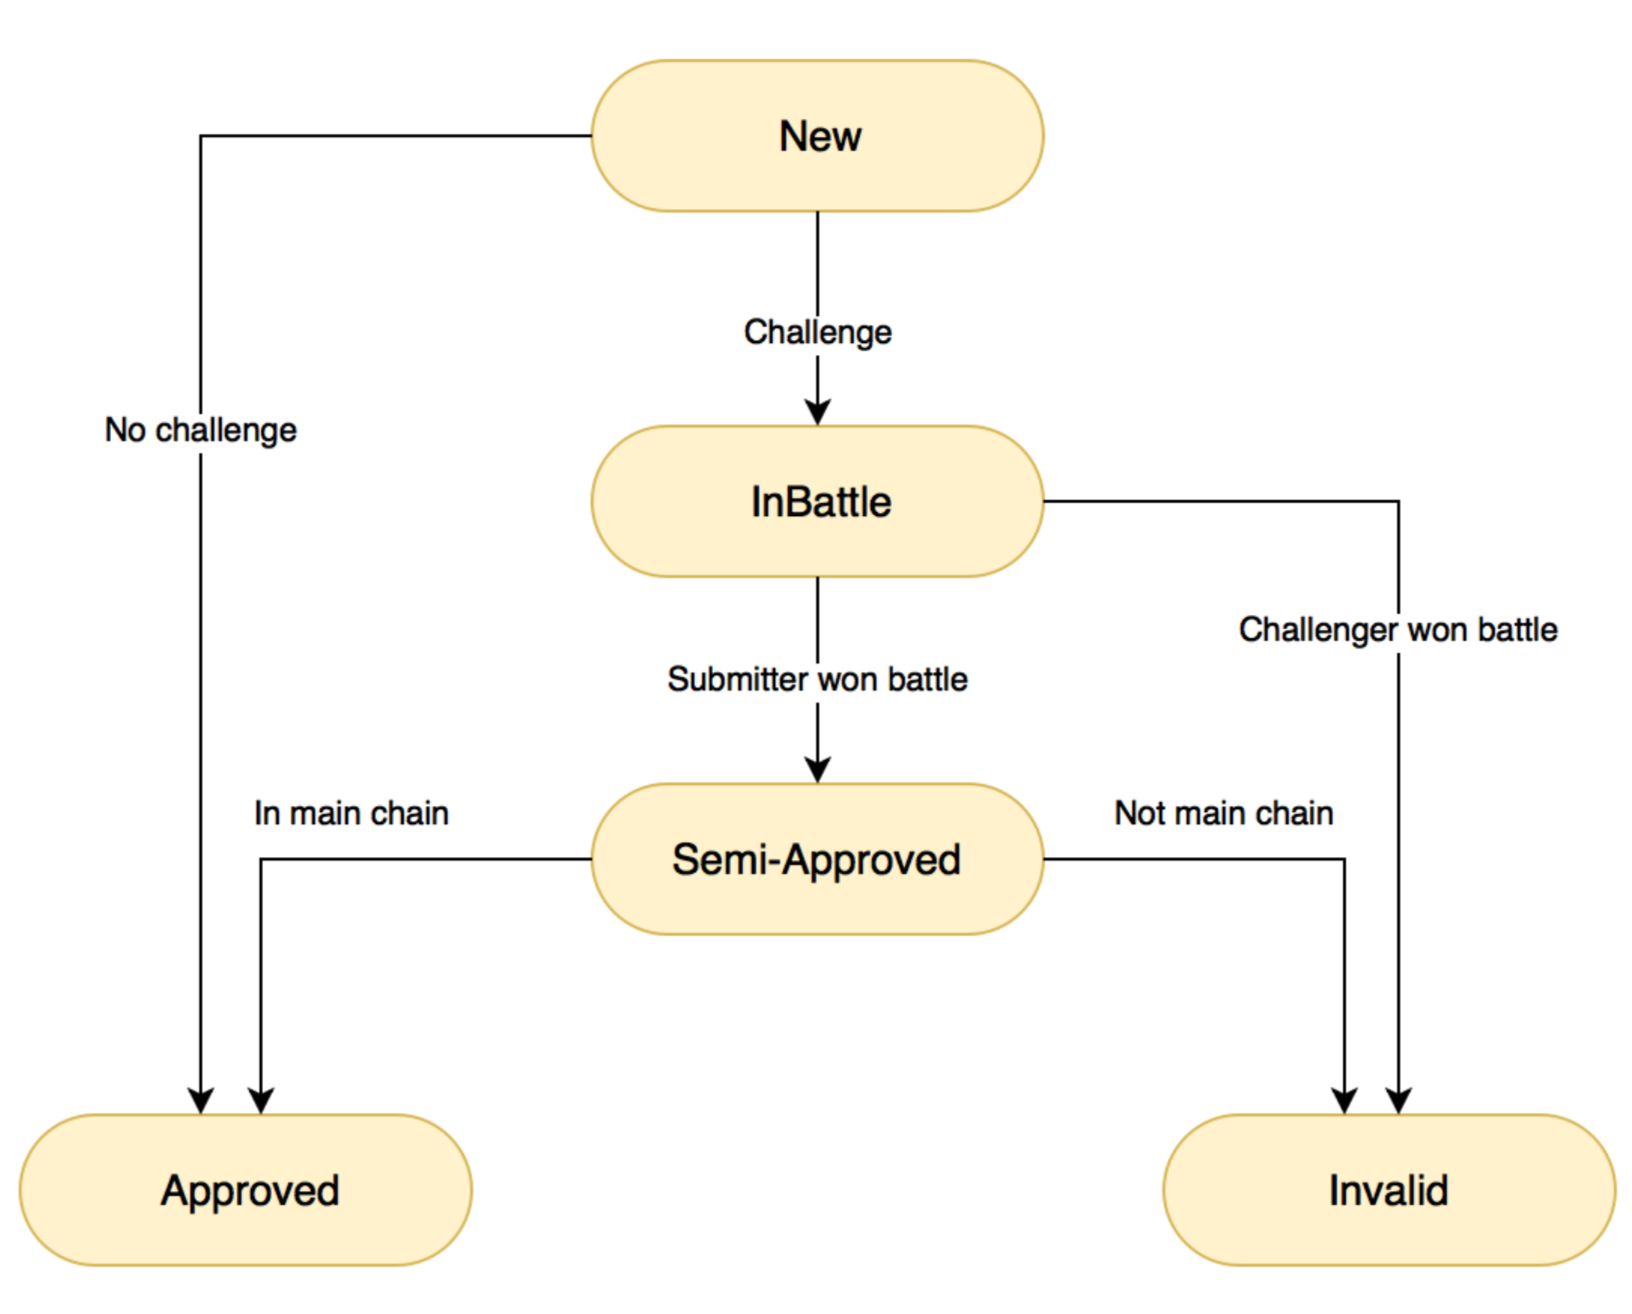 New
Challenge
No challenge
InBattle
Challenger won battle
Submitter won battle
In main chain
Not main chain
Semi-Approved
Approved
Invalid